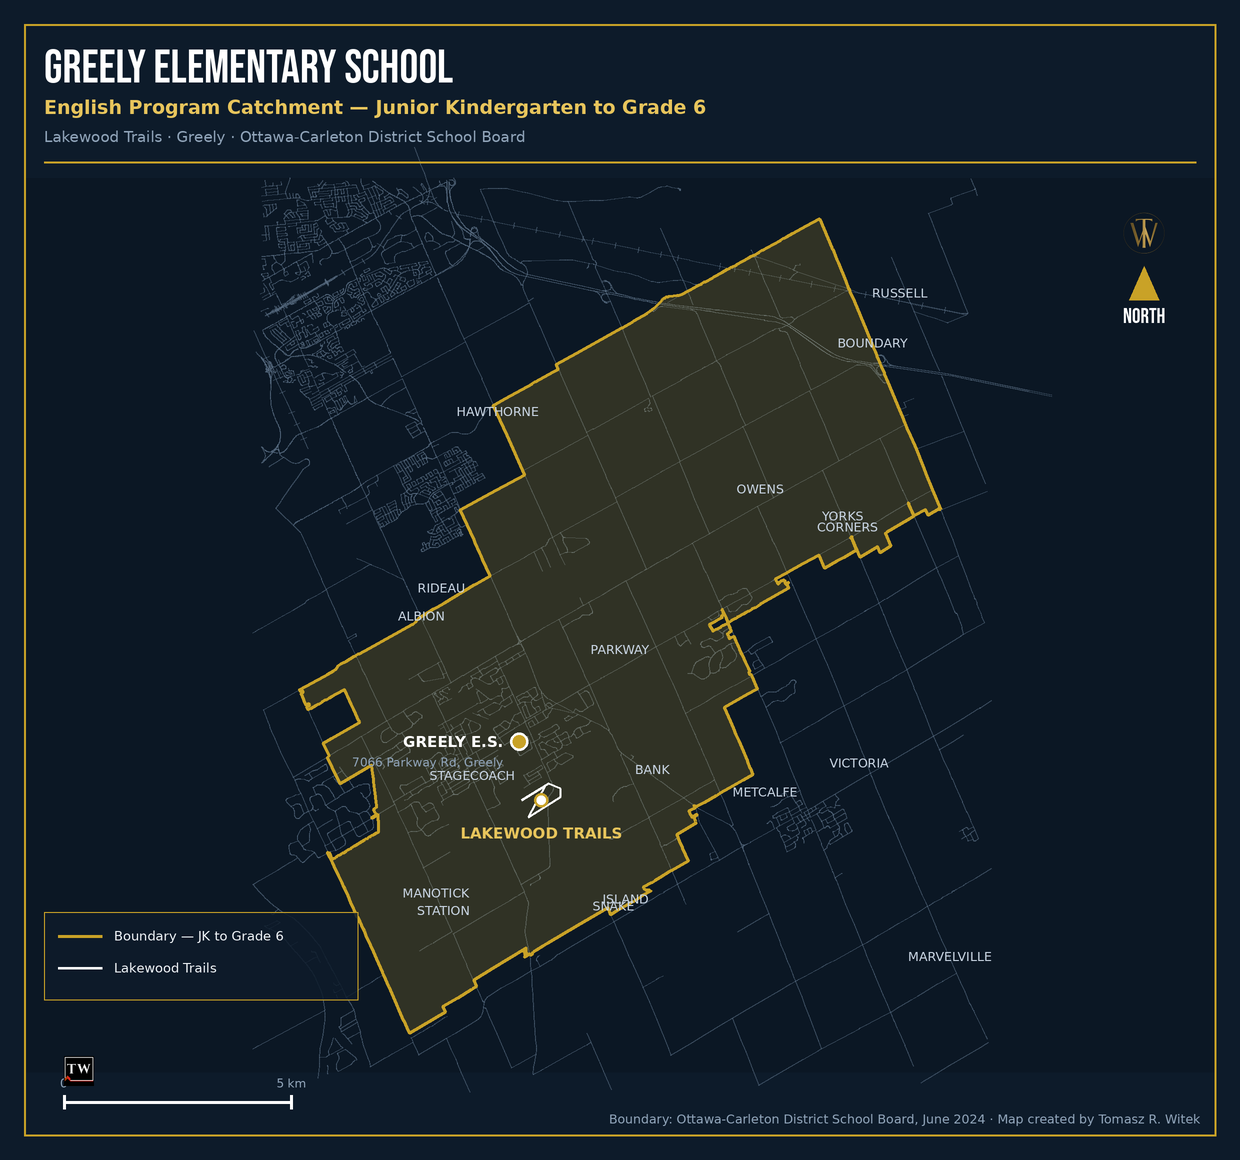 GREELY ELEMENTARY SCHOOL
English Program Catchment — Junior Kindergarten to Grade 6
Lakewood Trails · Greely · Ottawa-Carleton District School Board
TW
NORTH
RUSSELL
BOUNDARY
HAWTHORNE
OWENS
YORKS
CORNERS
RIDEAU
ALBION
PARKWAY
GREELY E.S.
7066 Parkway Rd, Greely
STAGECOACH
BANK
VICTORIA
METCALFE
LAKEWOOD TRAILS
MANOTICK
STATION
ISLAND
SNAKE
MARVELVILLE
Boundary — JK to Grade 6
Lakewood Trails
TW
0
5 km
Boundary: Ottawa-Carleton District School Board, June 2024 · Map created by Tomasz R. Witek